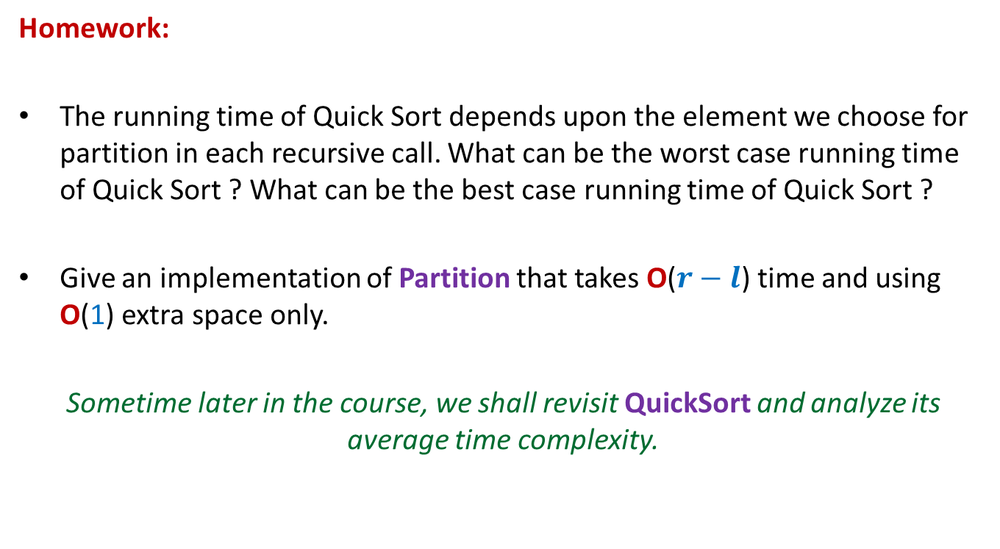 Homework:
• The running time of Quick Sort depends upon the element we choose for
partition in each recursive call. What can be the worst case running time
of Quick Sort ? What can be the best case running time of Quick Sort ?
• Give an implementation of Partition that takes O(r − l) time and using
O(1) extra space only.
Sometime later in the course, we shall revisit QuickSort and analyze its
average time complexity.